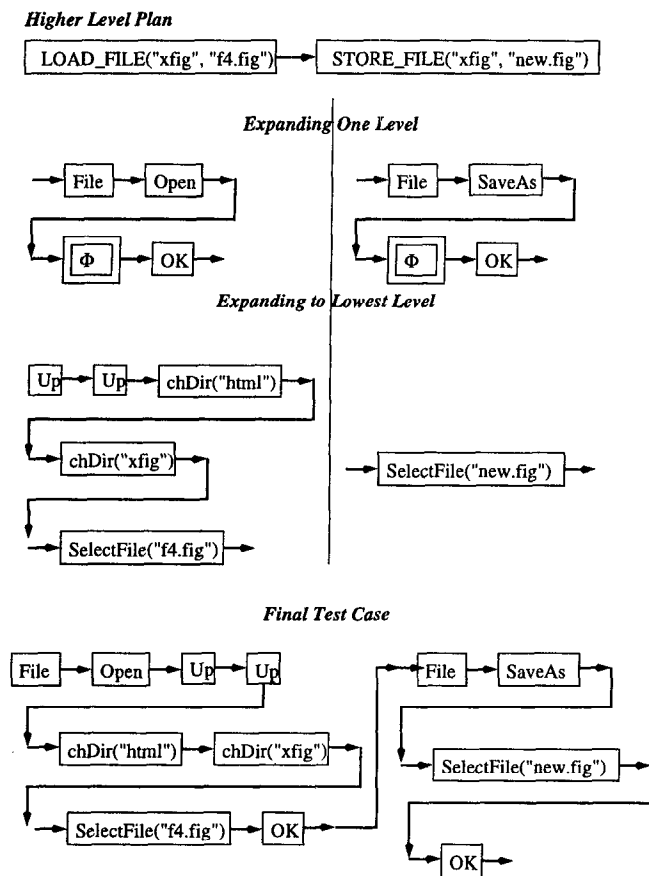 Higher Level Plan
LOAD_FILE("xfig", "f4.fig") STORE_FILE("xfig", "new.fig")
Expanding One Level
File Open File SaveAs
Φ OK Φ OK
Expanding to Lowest Level
Up Up chDir("html")
chDir("xfig")
SelectFile("new.fig")
SelectFile("f4.fig")
Final Test Case
File Open Up Up File SaveAs
chDir("html") chDir("xfig")
SelectFile("new.fig")
SelectFile("f4.fig") OK
OK